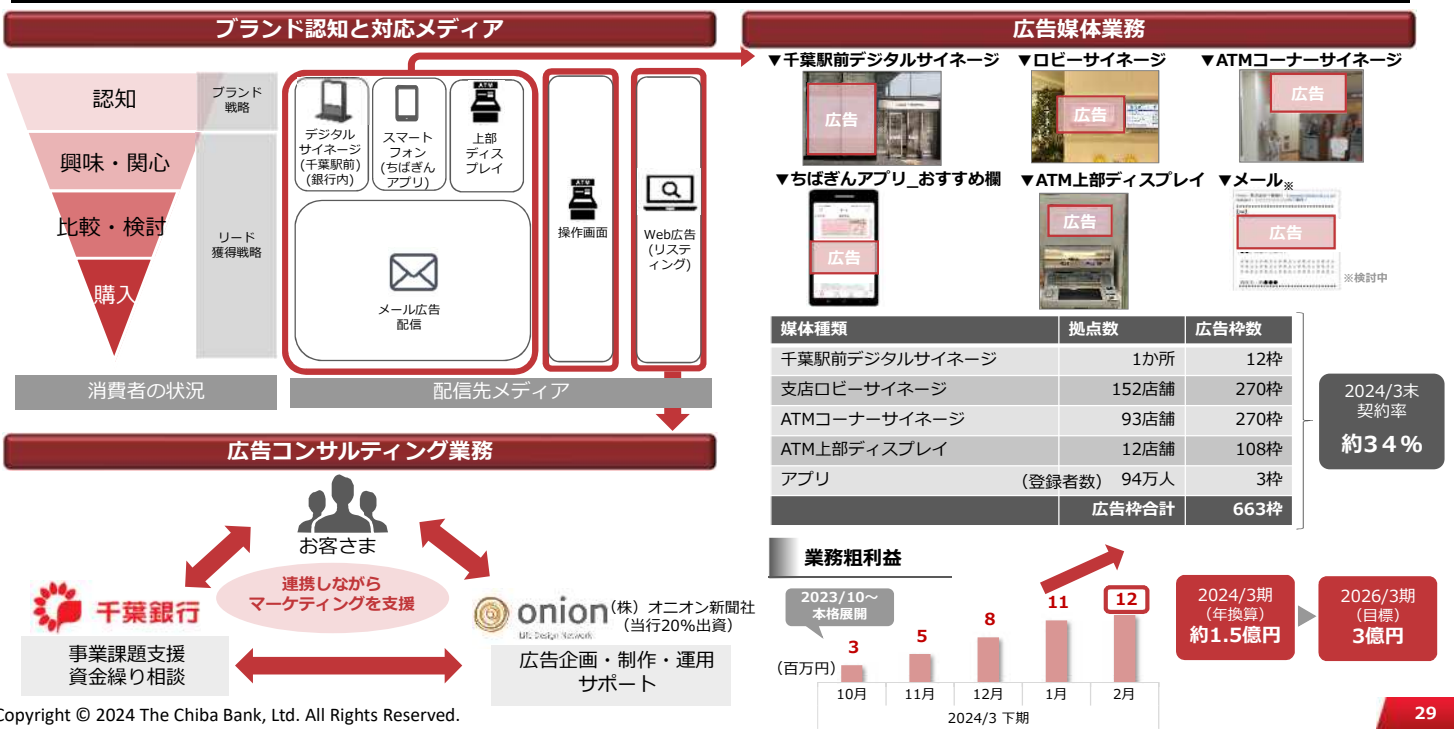 ブランド認知と対応メディア
認知
興味・関心
比較・検討
購入
ブランド
戦略
リード
獲得戦略
デジタル
サイネージ
(千葉駅前)
(銀行内)
スマート
フォン
(ちばぎん
アプリ)
ATM
上部
ディス
プレイ
メール広告
配信
ATM
操作画面
Web広告
(リステ
ィング)
消費者の状況
配信先メディア
広告コンサルティング業務
お客さま
連携しながら
マーケティングを支援
千葉銀行
事業課題支援
資金繰り相談
onion
Life Design Network
(株)オニオン新聞社
(当行20%出資)
広告企画・制作・運用
サポート
広告媒体業務
▼千葉駅前デジタルサイネージ
広告
▼ロビーサイネージ
広告
▼ATMコーナーサイネージ
広告
▼ちばぎんアプリ_おすすめ欄
広告
▼ATM上部ディスプレイ
広告
▼メール※
広告
※検討中
媒体種類 拠点数 広告枠数
千葉駅前デジタルサイネージ 1か所 12枠
支店ロビーサイネージ 152店舗 270枠
ATMコーナーサイネージ 93店舗 270枠
ATM上部ディスプレイ 12店舗 108枠
アプリ (登録者数) 94万人 3枠
広告枠合計 663枠
2024/3末
契約率
約34%
業務粗利益
2023/10~
本格展開
(百万円)
3
5
8
11
12
10月 11月 12月 1月 2月
2024/3 下期
2024/3期
(年換算)
約1.5億円
2026/3期
(目標)
3億円
Copyright © 2024 The Chiba Bank, Ltd. All Rights Reserved.
29